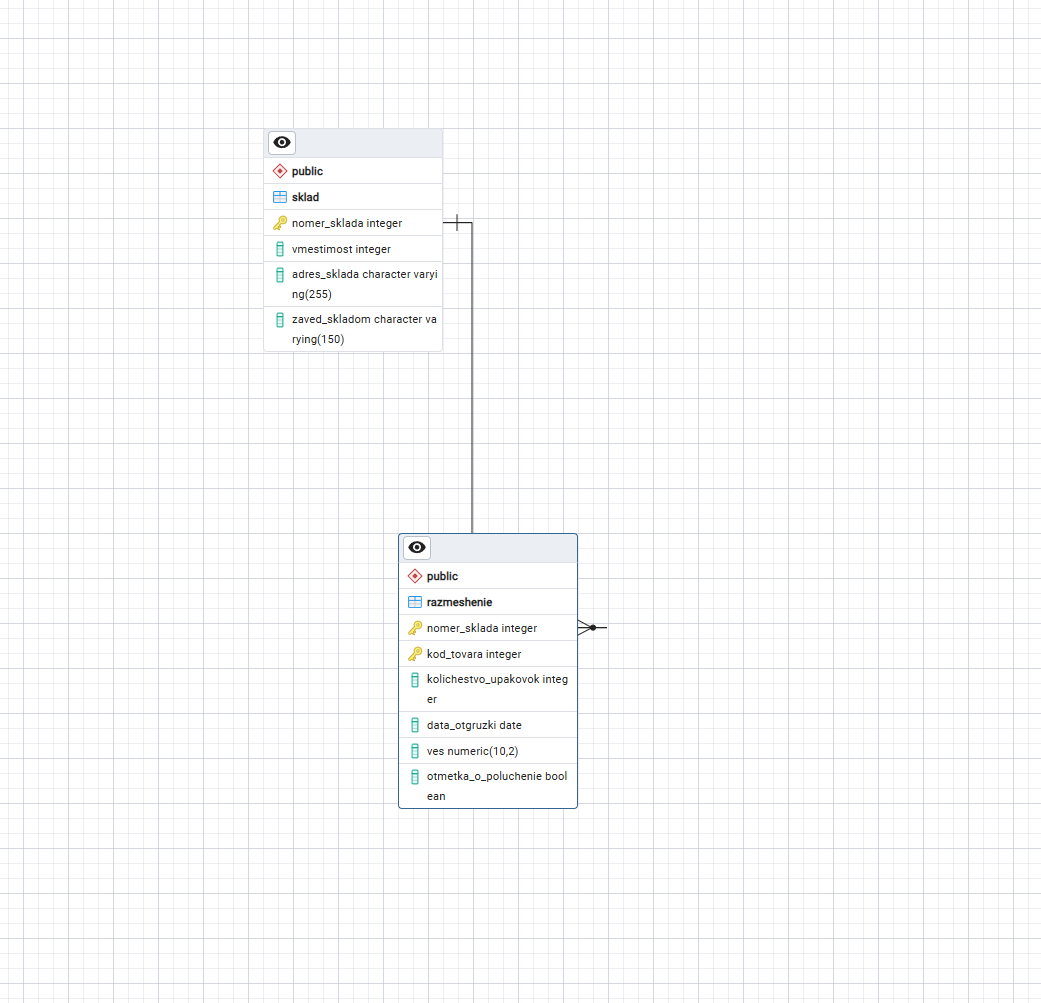 public
sklad
nomer_sklada integer
vmestimost integer
adres_sklada character varyi
ng(255)
zaved_skladom character va
rying(150)
public
razmeshenie
nomer_sklada integer
kod_tovara integer
kolichestvo_upakovok integ
er
data_otgruzki date
ves numeric(10,2)
otmetka_o_poluchenie bool
ean